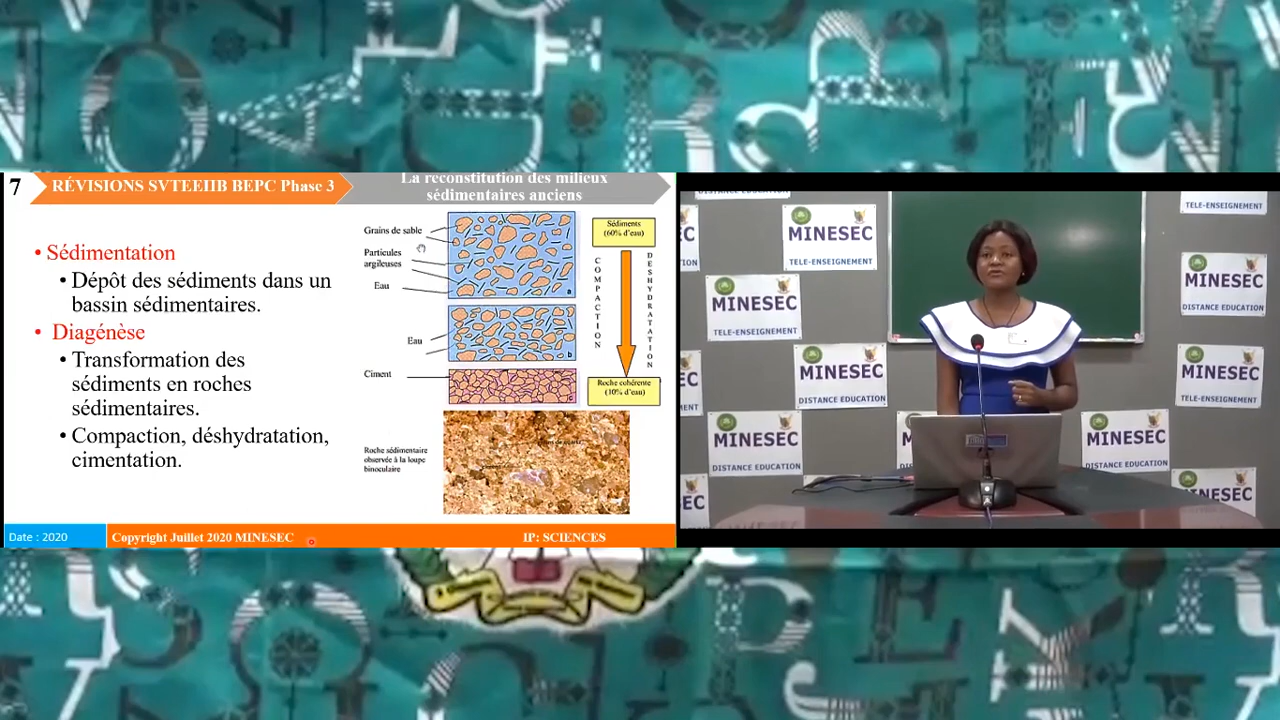 7
RÉVISIONS SVTEEHB BEPC Phase 3
La reconstitution des milieux
sédimentaires anciens
• Sédimentation
• Dépôt des sédiments dans un
bassin sédimentaires.
• Diagénèse
• Transformation des
sédiments en roches
sédimentaires.
• Compaction, déshydratation,
cimentation.
Grains de sable
Particules
argileuses
Eau
a
Eau
b
Ciment
c
Roche sédimentaire
observée à la loupe
binoculaire
Sédiments
(60% d'eau)
COMPACTION
DESHYDRATATION
Roche cohérente
(10% d'eau)
Date : 2020
Copyright Juillet 2020 MINESEC
IP: SCIENCES
DISTANCE EDUCATION
TELE-ENSEIGNEMENT
MINESEC
TELE-ENSEIGNEMENT
MINESEC
TELE-ENSEIGNEMENT
MINESEC
DISTANCE EDUCATION
MINESEC
DISTANCE EDUCATION
MINESEC
DISTANCE EDUCATION
MINESEC
TELE-ENSEIGNEMENT
MINESEC
DISTANCE EDUCATION
MINESEC